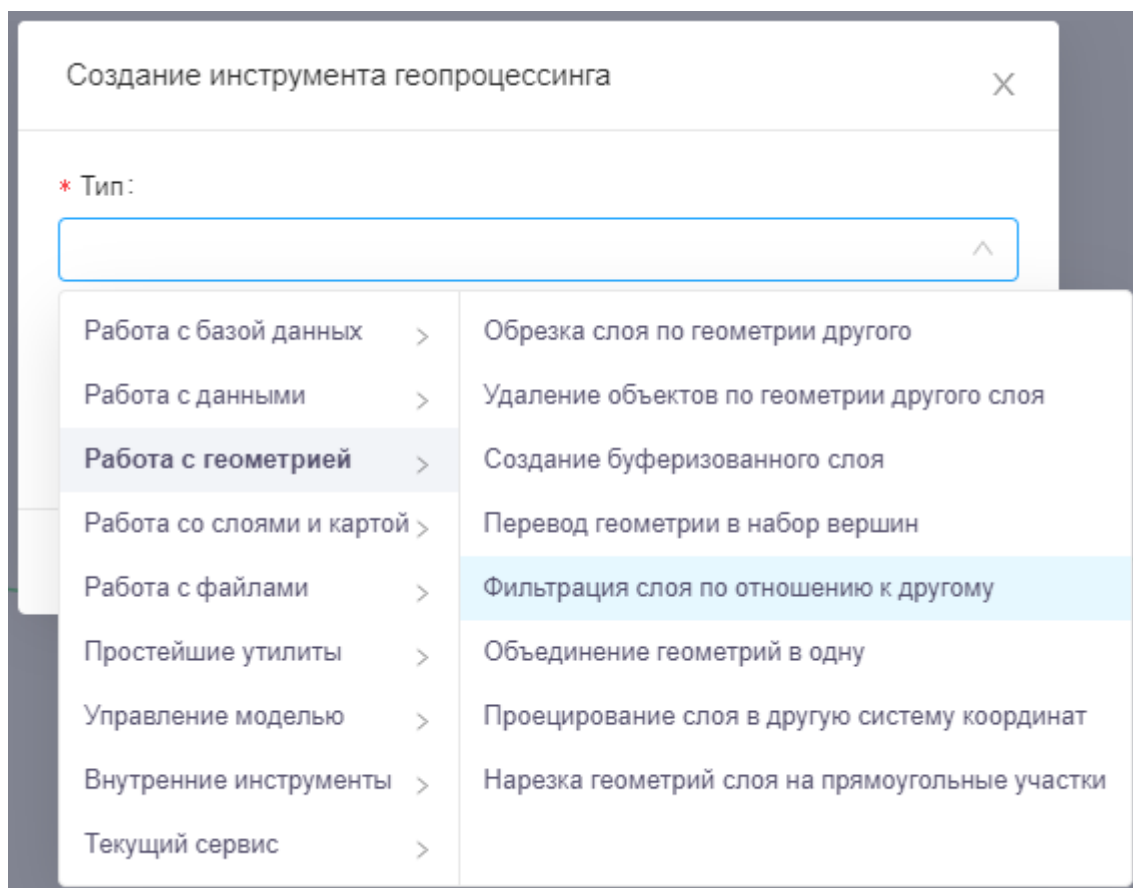 Создание инструмента геопроцессинга
* Тип:
Работа с базой данных
Работа с данными
Работа с геометрией
Работа со слоями и картой
Работа с файлами
Простейшие утилиты
Управление моделью
Внутренние инструменты
Текущий сервис
Обрезка слоя по геометрии другого
Удаление объектов по геометрии другого слоя
Создание буферизованного слоя
Перевод геометрии в набор вершин
Фильтрация слоя по отношению к другому
Объединение геометрий в одну
Проецирование слоя в другую систему координат
Нарезка геометрий слоя на прямоугольные участки